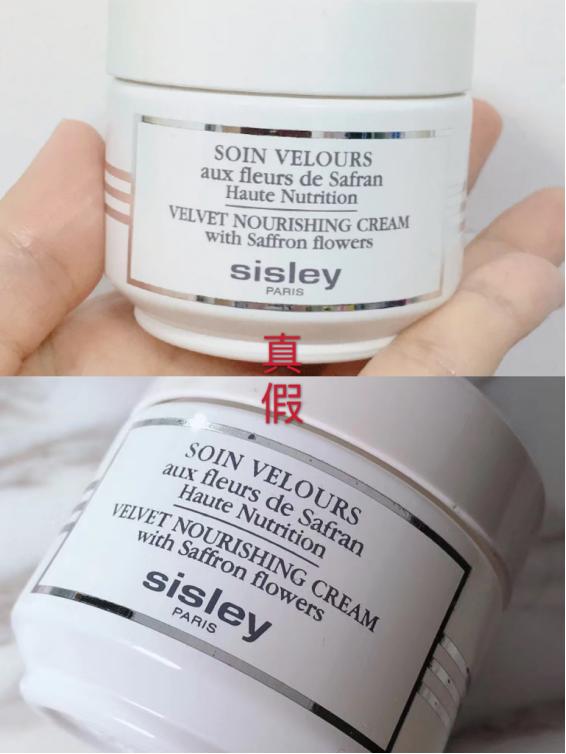 SOIN VELOURS
aux fleurs de Safran
Haute Nutrition
VELVET NOURISHING CREAM
with Saffron flowers
sisley
PARIS
真
假
SOIN VELOURS
aux fleurs de Safran
Haute Nutrition
VELVET NOURISHING CREAM
with Saffron flowers
sisley
PARIS